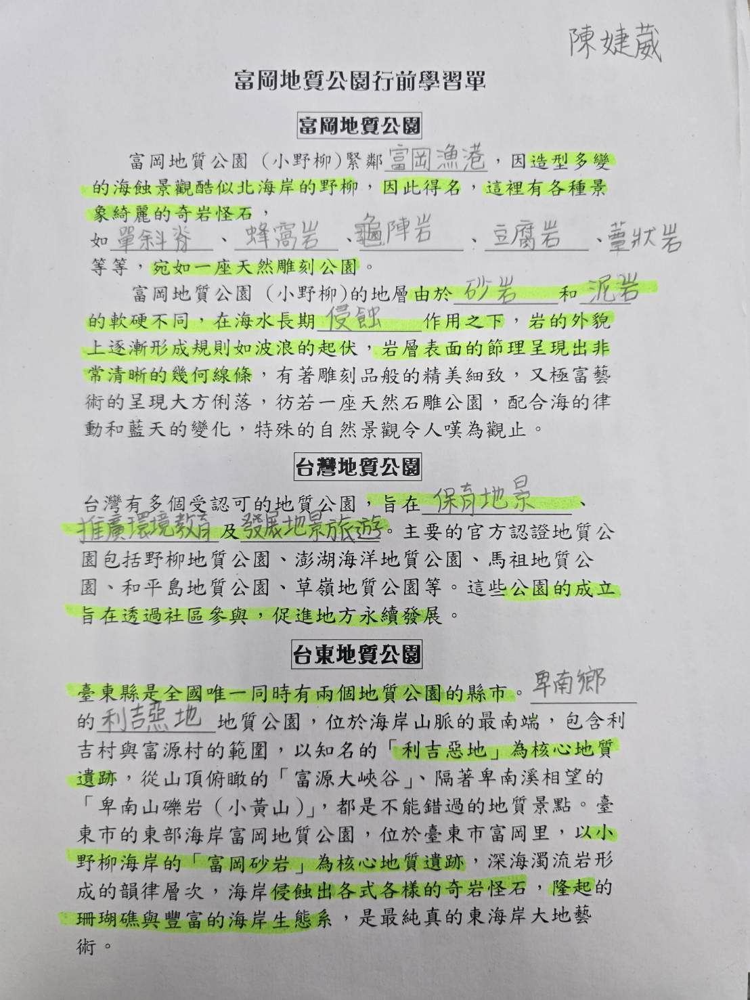 陳婕葳
富岡地質公園行前學習單
富岡地質公園
富岡地質公園（小野柳)緊鄰富岡漁港，因造型多變
的海蝕景觀酷似北海岸的野柳，因此得名，這裡有各種景
象綺麗的奇岩怪石，
如單斜脊、蜂窩岩、龜陣岩、豆腐岩、蕈狀岩
等等，宛如一座天然雕刻公園。
富岡地質公園（小野柳)的地層由於砂岩和泥岩
的軟硬不同，在海水長期侵蝕作用之下，岩的外貌
上逐漸形成規則如波浪的起伏，岩層表面的節理呈現出非
常清晰的幾何線條，有著雕刻品般的精美細致，又極富藝
術的呈現大方俐落，彷若一座天然石雕公園，配合海的律
動和藍天的變化，特殊的自然景觀令人嘆為觀止。
台灣地質公園
台灣有多個受認可的地質公園，旨在保育地景、
推廣環境教育及發展地景旅遊。主要的官方認證地質公
園包括野柳地質公園、澎湖海洋地質公園、馬祖地質公
園、和平島地質公園、草嶺地質公園等。這些公園的成立
旨在透過社區參與，促進地方永續發展。
台東地質公園
臺東縣是全國唯一同時有兩個地質公園的縣市。卑南鄉
的利吉惡地地質公園，位於海岸山脈的最南端，包含利
吉村與富源村的範圍，以知名的「利吉惡地」為核心地質
遺跡，從山頂俯瞰的「富源大峽谷」、隔著卑南溪相望的
「卑南山礫岩（小黃山）」，都是不能錯過的地質景點。臺
東市的東部海岸富岡地質公園，位於臺東市富岡里，以小
野柳海岸的「富岡砂岩」為核心地質遺跡，深海濁流岩形
成的韻律層次，海岸侵蝕出各式各樣的奇岩怪石，隆起的
珊瑚礁與豐富的海岸生態系，是最純真的東海岸大地藝
術。